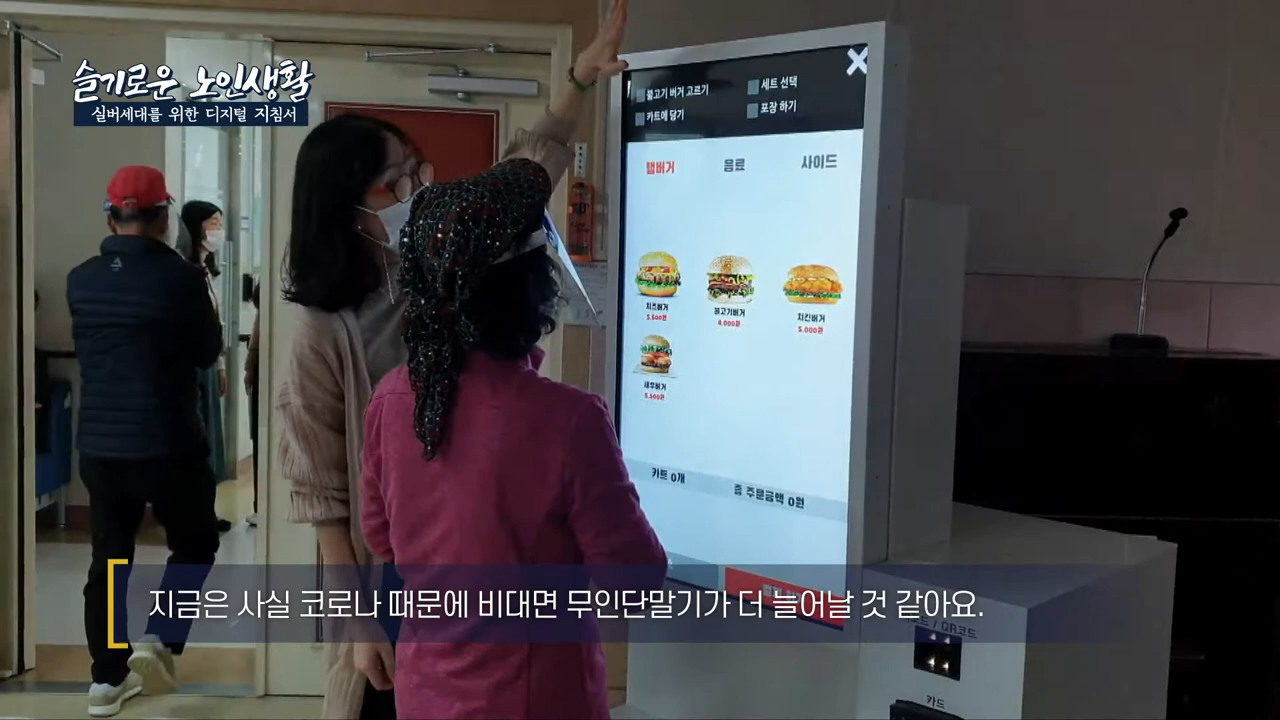 슬기로운 노인생활
실버세대를 위한 디지털 지침서
불고기 버거 고르기
세트 선택
카트에 담기
포장 하기
탭버거
음료
사이드
치즈버거
불고기버거
치킨버거
5,500원
4,000원
5,000원
새우버거
5,500원
카트 0개
총 주문금액 0원
지금은 사실 코로나 때문에 비대면 무인단말기가 더 늘어날 것 같아요.
/ QR코드
카드